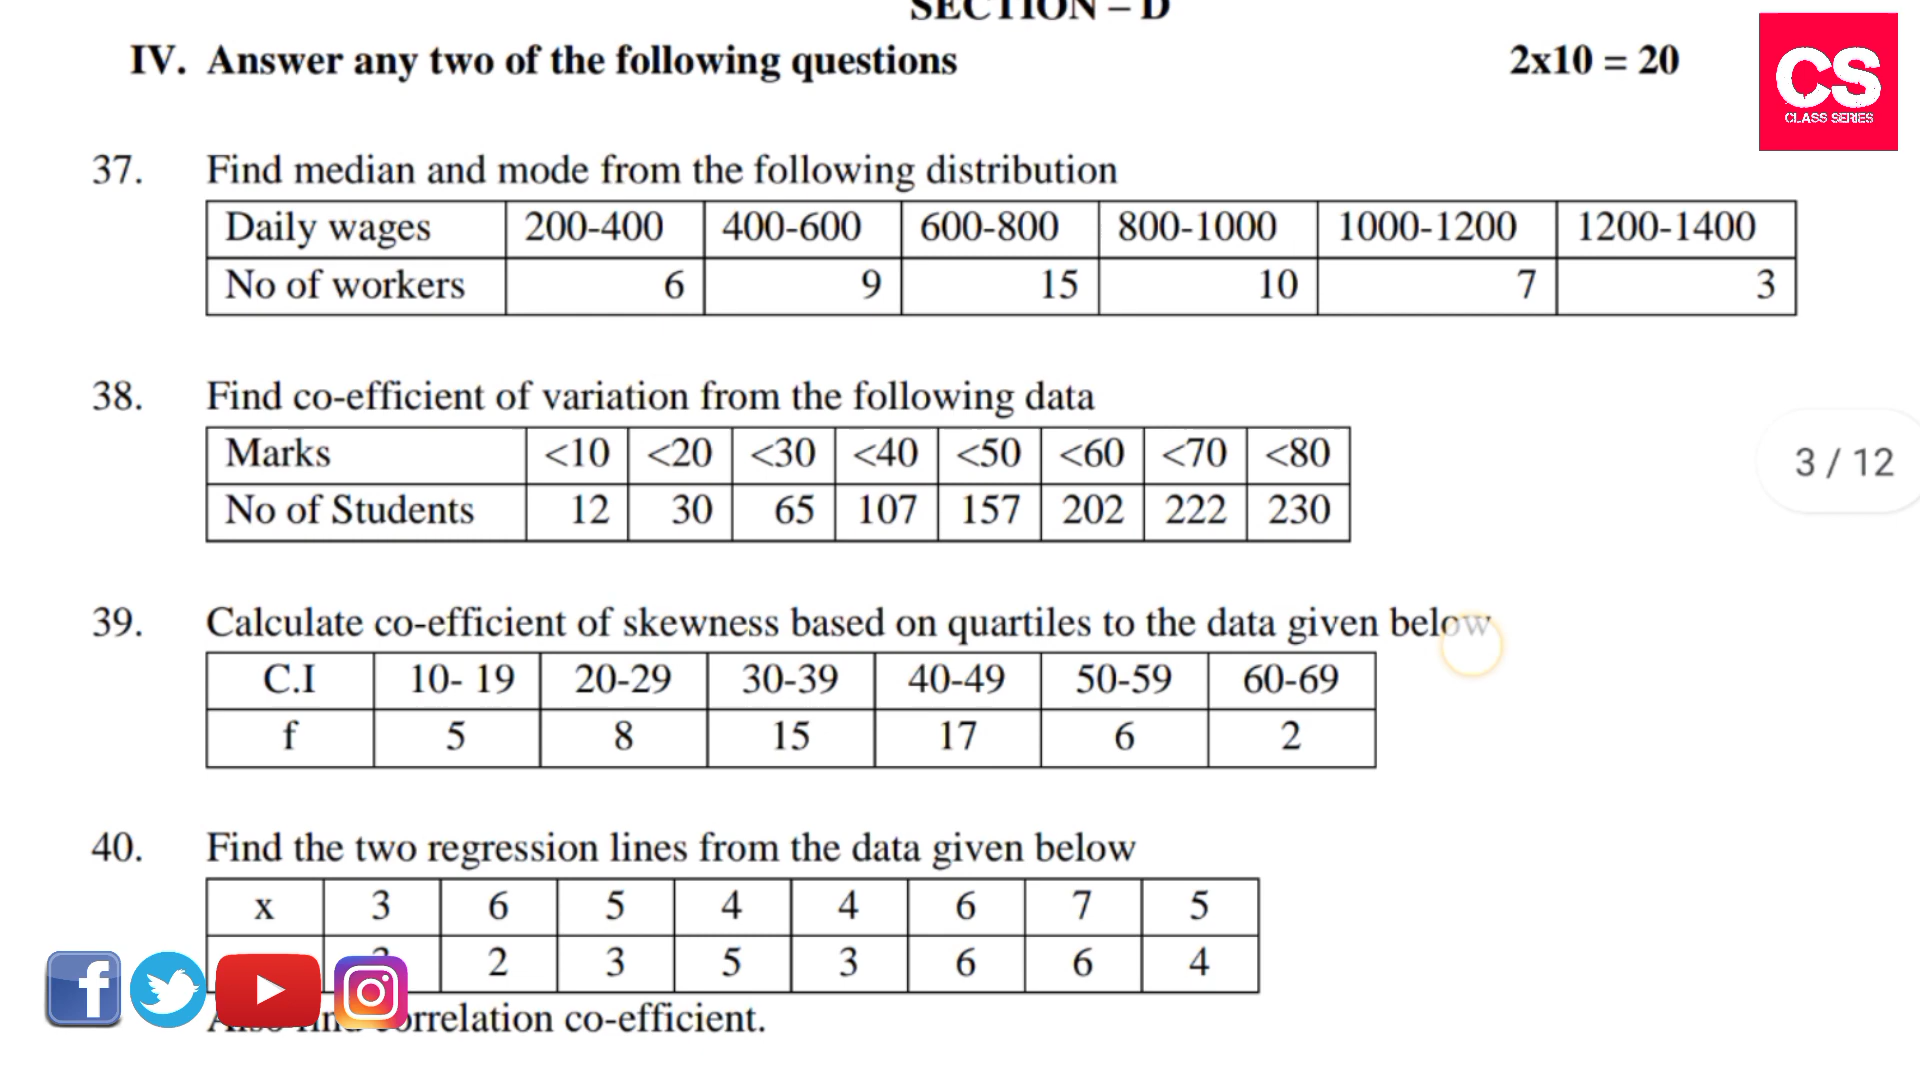 SECTION – D
IV. Answer any two of the following questions 2x10 = 20
CS
CLASS SERIES
37. Find median and mode from the following distribution
Daily wages 200-400 400-600 600-800 800-1000 1000-1200 1200-1400
No of workers 6 9 15 10 7 3
38. Find co-efficient of variation from the following data
Marks <10 <20 <30 <40 <50 <60 <70 <80
No of Students 12 30 65 107 157 202 222 230
3 / 12
39. Calculate co-efficient of skewness based on quartiles to the data given below
C.I 10- 19 20-29 30-39 40-49 50-59 60-69
f 5 8 15 17 6 2
40. Find the two regression lines from the data given below
x 3 6 5 4 4 6 7 5
2 3 5 3 6 6 4
orrelation co-efficient.